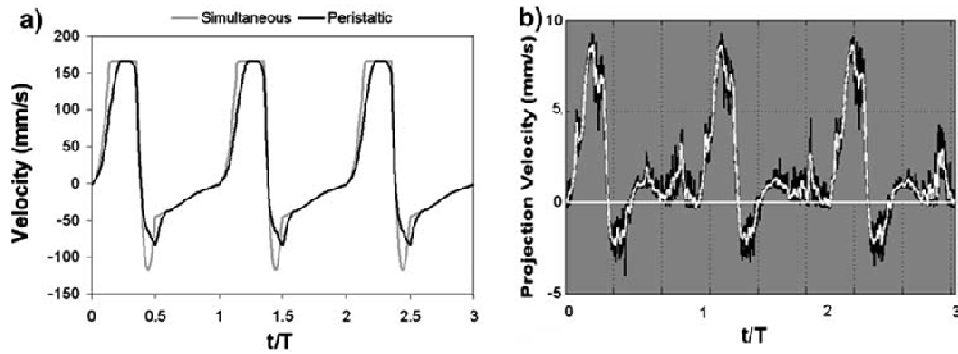 a)
Simultaneous Peristaltic
200
150
100
50
0
-50
-100
-150
Velocity (mm/s)
0 0.5 1 1.5 2 2.5 3
t/T
b)
10
5
0
-5
Projection Velocity (mm/s)
0 1 2 3
t/T